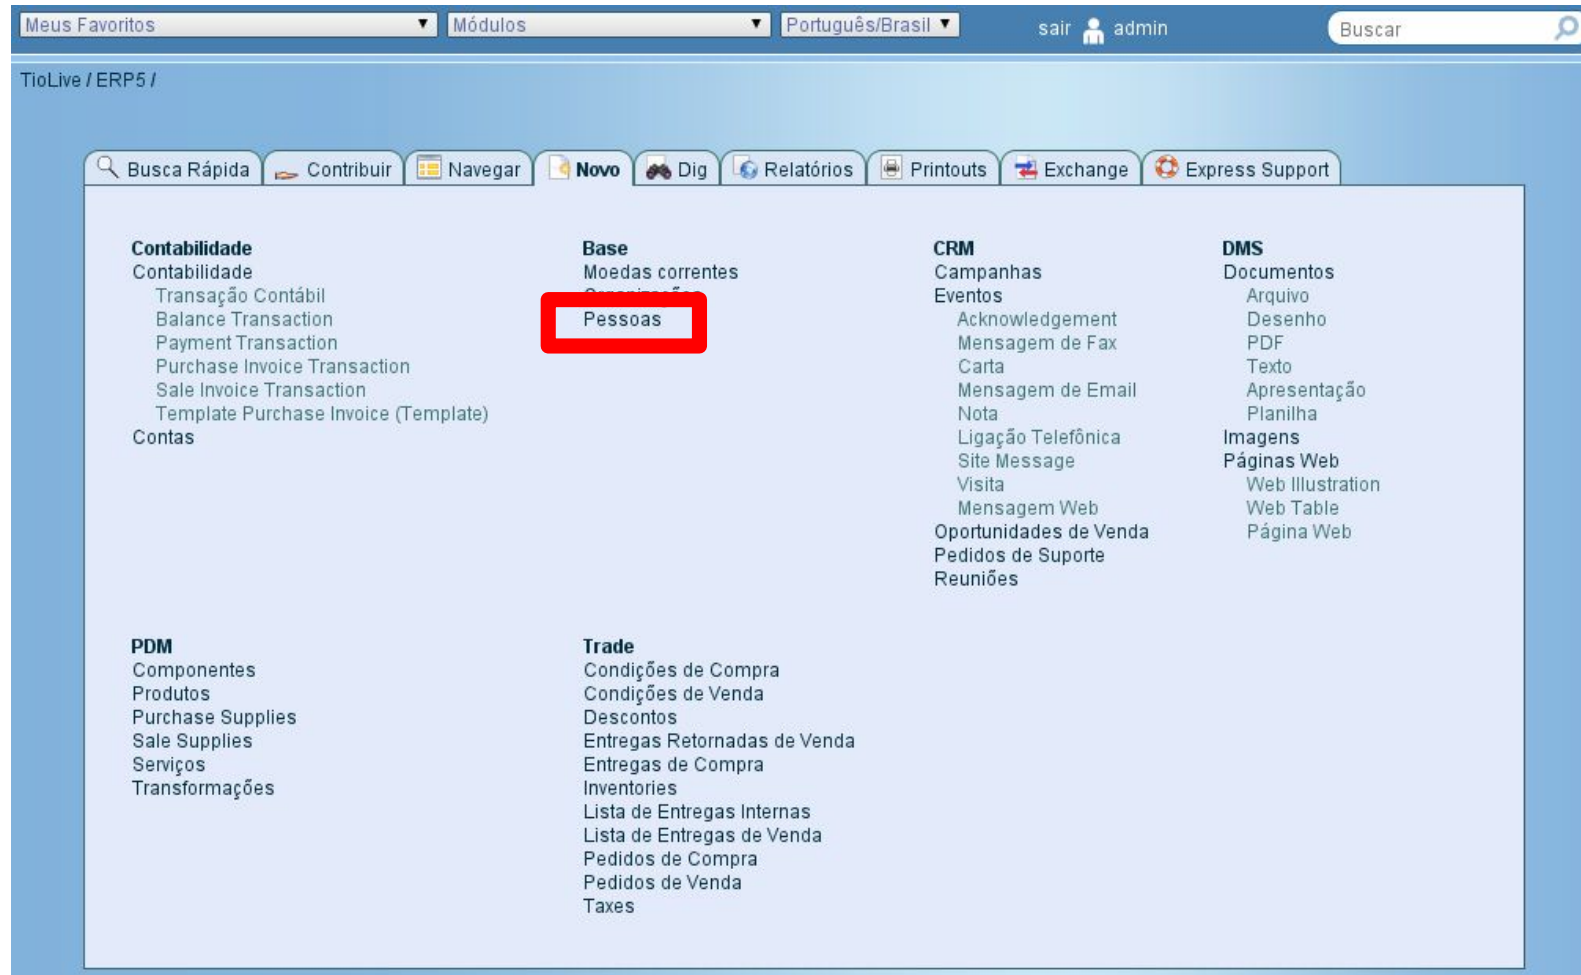 Meus Favoritos Módulos Português/Brasil sair admin Buscar
TioLive / ERP5 /
Busca Rápida Contribuir Navegar Novo Dig Relatórios Printouts Exchange Express Support
Contabilidade
Contabilidade
Transação Contábil
Balance Transaction
Payment Transaction
Purchase Invoice Transaction
Sale Invoice Transaction
Template Purchase Invoice (Template)
Contas
Base
Moedas correntes
Organizações
Pessoas
CRM
Campanhas
Eventos
Acknowledgement
Mensagem de Fax
Carta
Mensagem de Email
Nota
Ligação Telefônica
Site Message
Visita
Mensagem Web
Oportunidades de Venda
Pedidos de Suporte
Reuniões
DMS
Documentos
Arquivo
Desenho
PDF
Texto
Apresentação
Planilha
Imagens
Páginas Web
Web Illustration
Web Table
Página Web
PDM
Componentes
Produtos
Purchase Supplies
Sale Supplies
Serviços
Transformações
Trade
Condições de Compra
Condições de Venda
Descontos
Entregas Retornadas de Venda
Entregas de Compra
Inventories
Lista de Entregas Internas
Lista de Entregas de Venda
Pedidos de Compra
Pedidos de Venda
Taxes